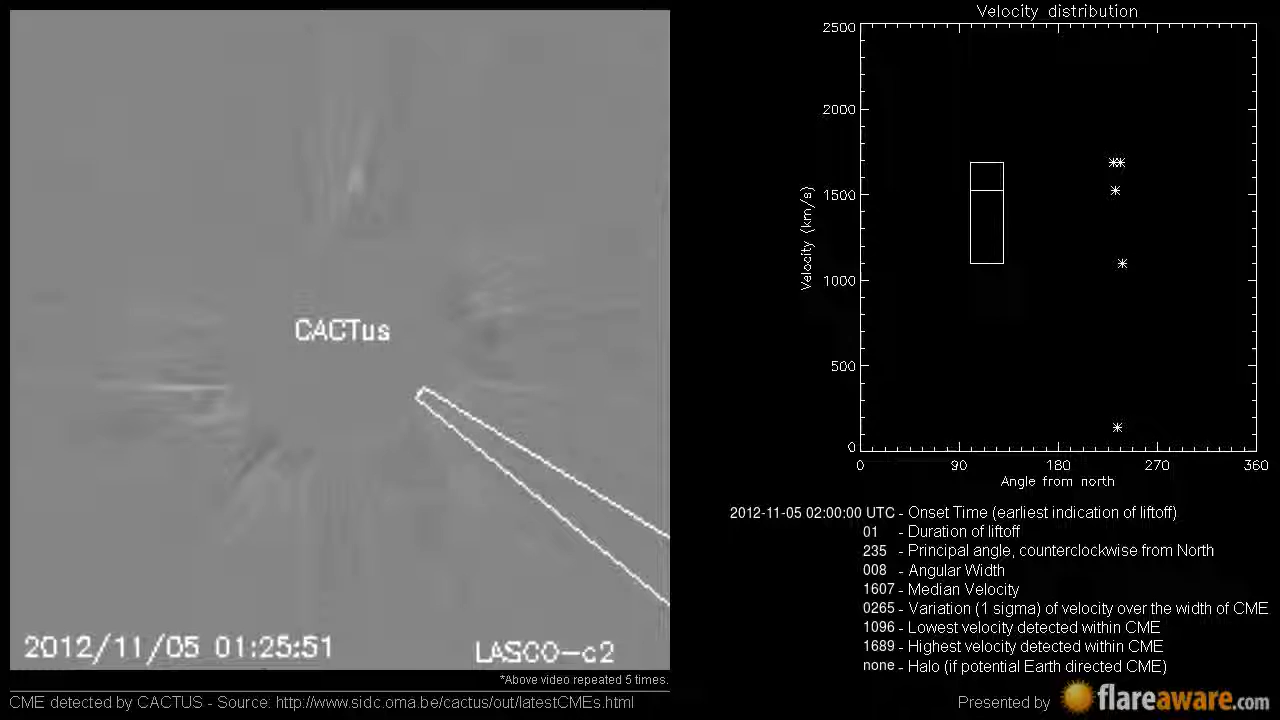 CACTus
2012/11/05 01:25:51
LASCO-c2
*Above video repeated 5 times.
CME detected by CACTUS - Source: http://www.sidc.oma.be/cactus/out/latestCMEs.html
Velocity distribution
2500
2000
1500
1000
500
0
Velocity (km/s)
0 90 180 270 360
Angle from north
2012-11-05 02:00:00 UTC - Onset Time (earliest indication of liftoff)
01 - Duration of liftoff
235 - Principal angle, counterclockwise from North
008 - Angular Width
1607 - Median Velocity
0265 - Variation (1 sigma) of velocity over the width of CME
1096 - Lowest velocity detected within CME
1689 - Highest velocity detected within CME
none - Halo (if potential Earth directed CME)
Presented by flareaware.com